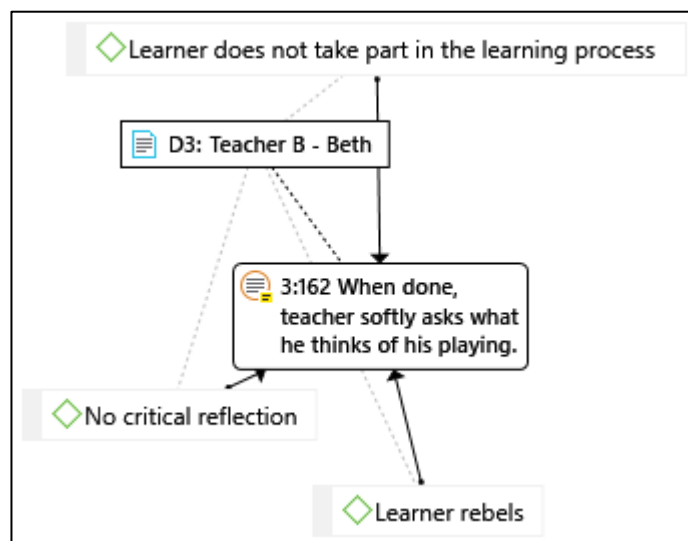 Learner does not take part in the learning process
D3: Teacher B - Beth
3:162 When done,
teacher softly asks what
he thinks of his playing.
No critical reflection
Learner rebels